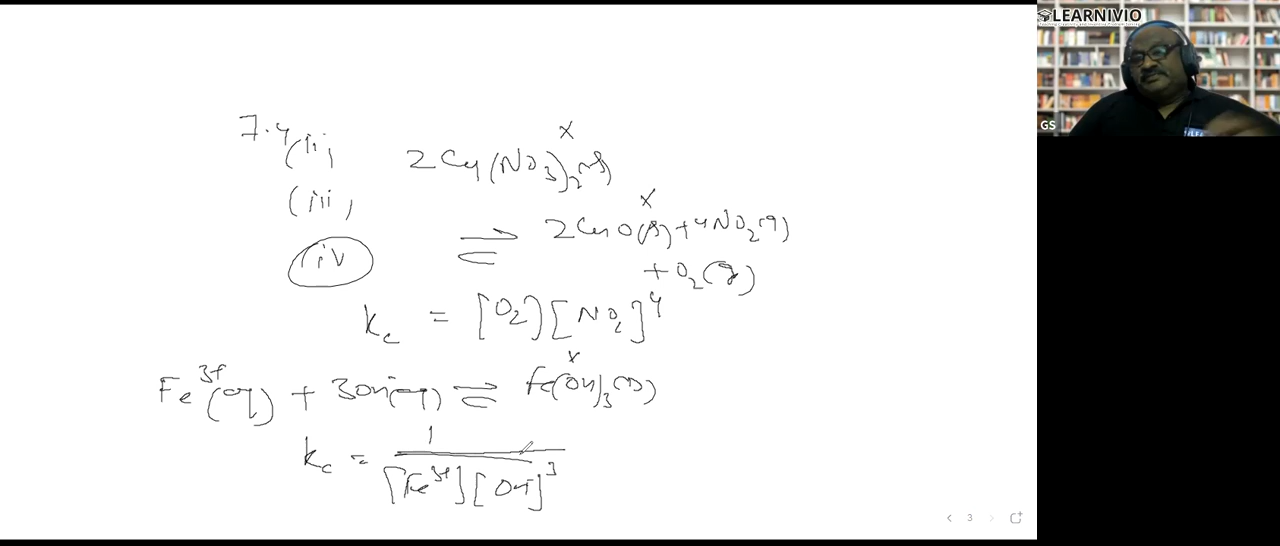 LEARNIVIO
GS
7.4 (ii)
x
2Cu(NO3)2(s)
(iii)
x
⇌ 2CuO(s) + 4NO2(g)
(iv)
+ O2(g)
Kc = [O2][NO2]^4
x
Fe^3+(aq) + 3OH^-(aq) ⇌ Fe(OH)3(s)
Kc = 1
[Fe^3+][OH^-]^3
3